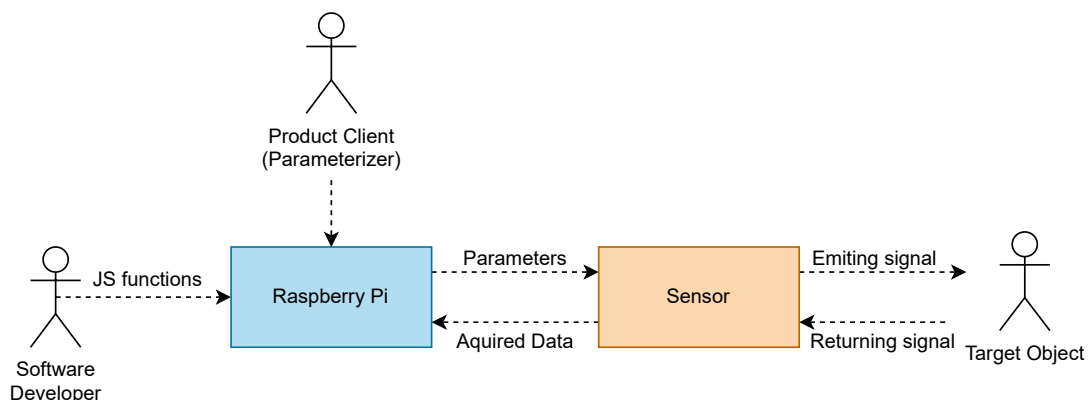 Product Client
(Parameterizer)
JS functions
Raspberry Pi
Parameters
Aquired Data
Sensor
Emiting signal
Returning signal
Target Object
Software
Developer